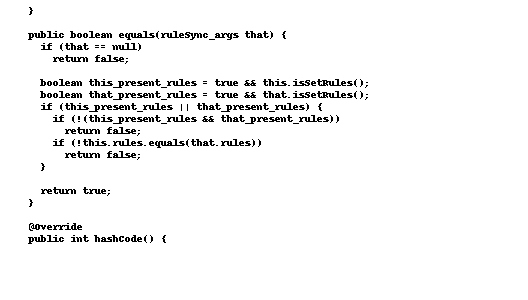 }

public boolean equals(ruleSync_args that) {
  if (that == null)
    return false;

  boolean this_present_rules = true && this.isSetRules();
  boolean that_present_rules = true && that.isSetRules();
  if (this_present_rules || that_present_rules) {
    if (!(this_present_rules && that_present_rules))
      return false;
    if (!this.rules.equals(that.rules))
      return false;
  }

  return true;
}

@Override
public int hashCode() {